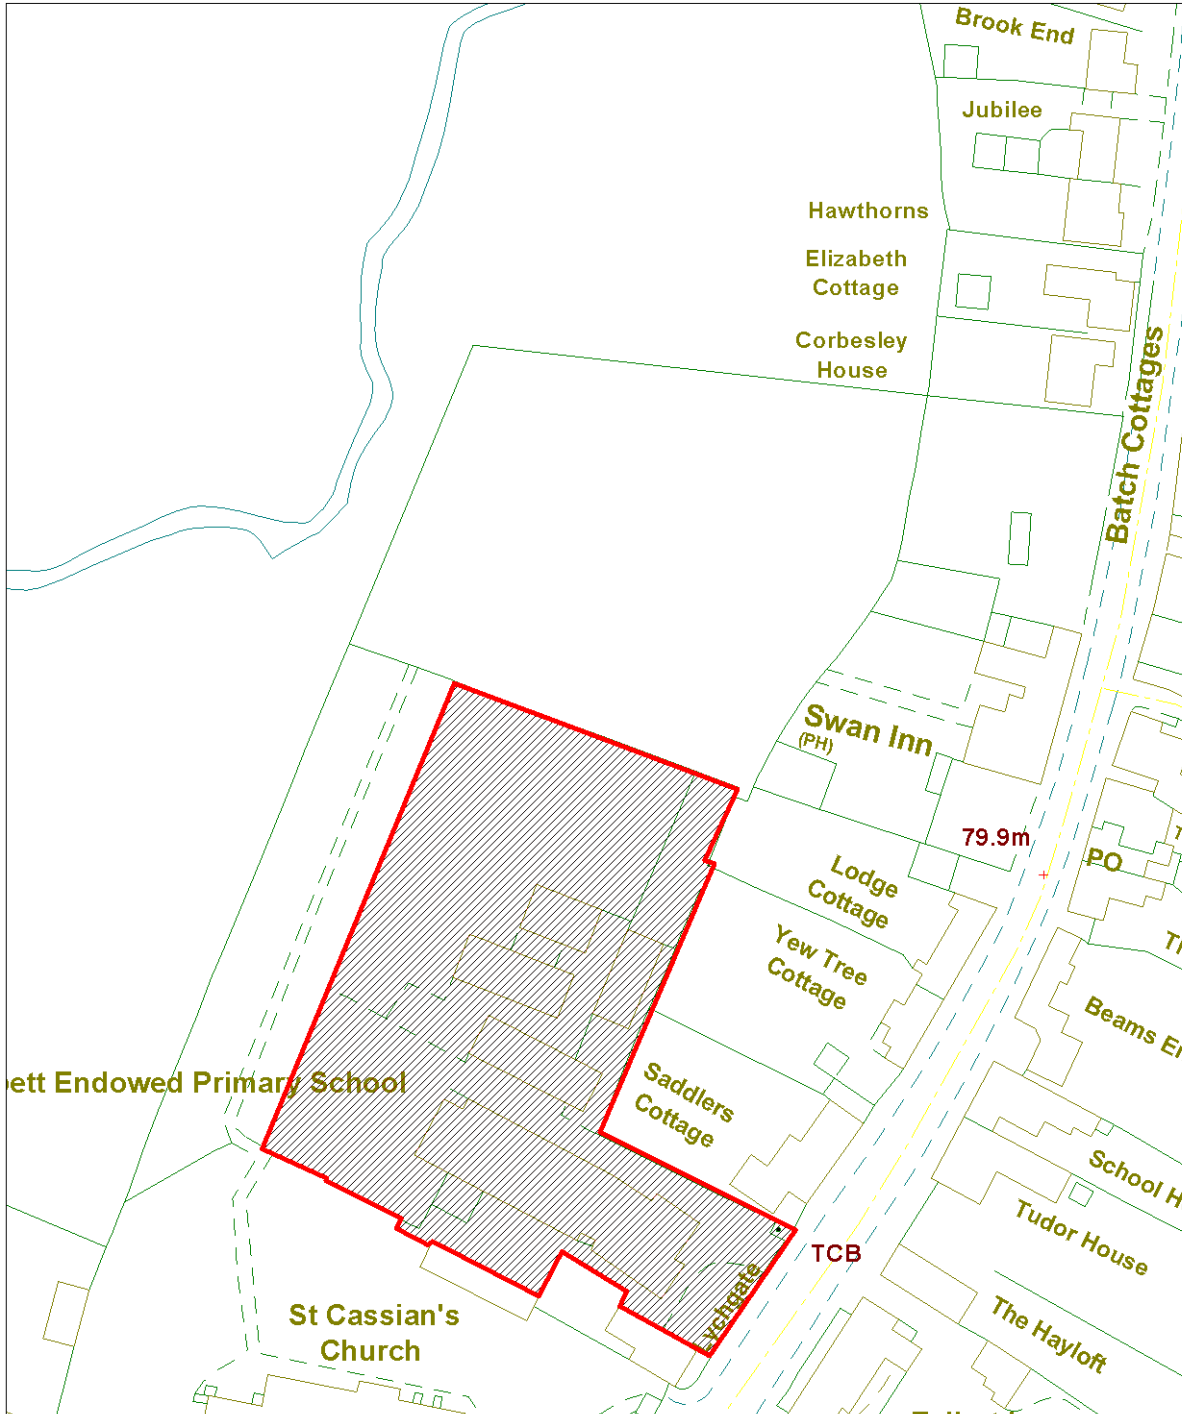 Brook End
Jubilee
Hawthorns
Elizabeth
Cottage
Corbesley
House
Batch Cottages
Swan Inn
(PH)
79.9m
PO
Lodge
Cottage
Yew Tree
Cottage
Beams
Saddlers
Cottage
Endowed Primary School
School H
Tudor House
TCB
ychgate
The Hayloft
St Cassian's
Church